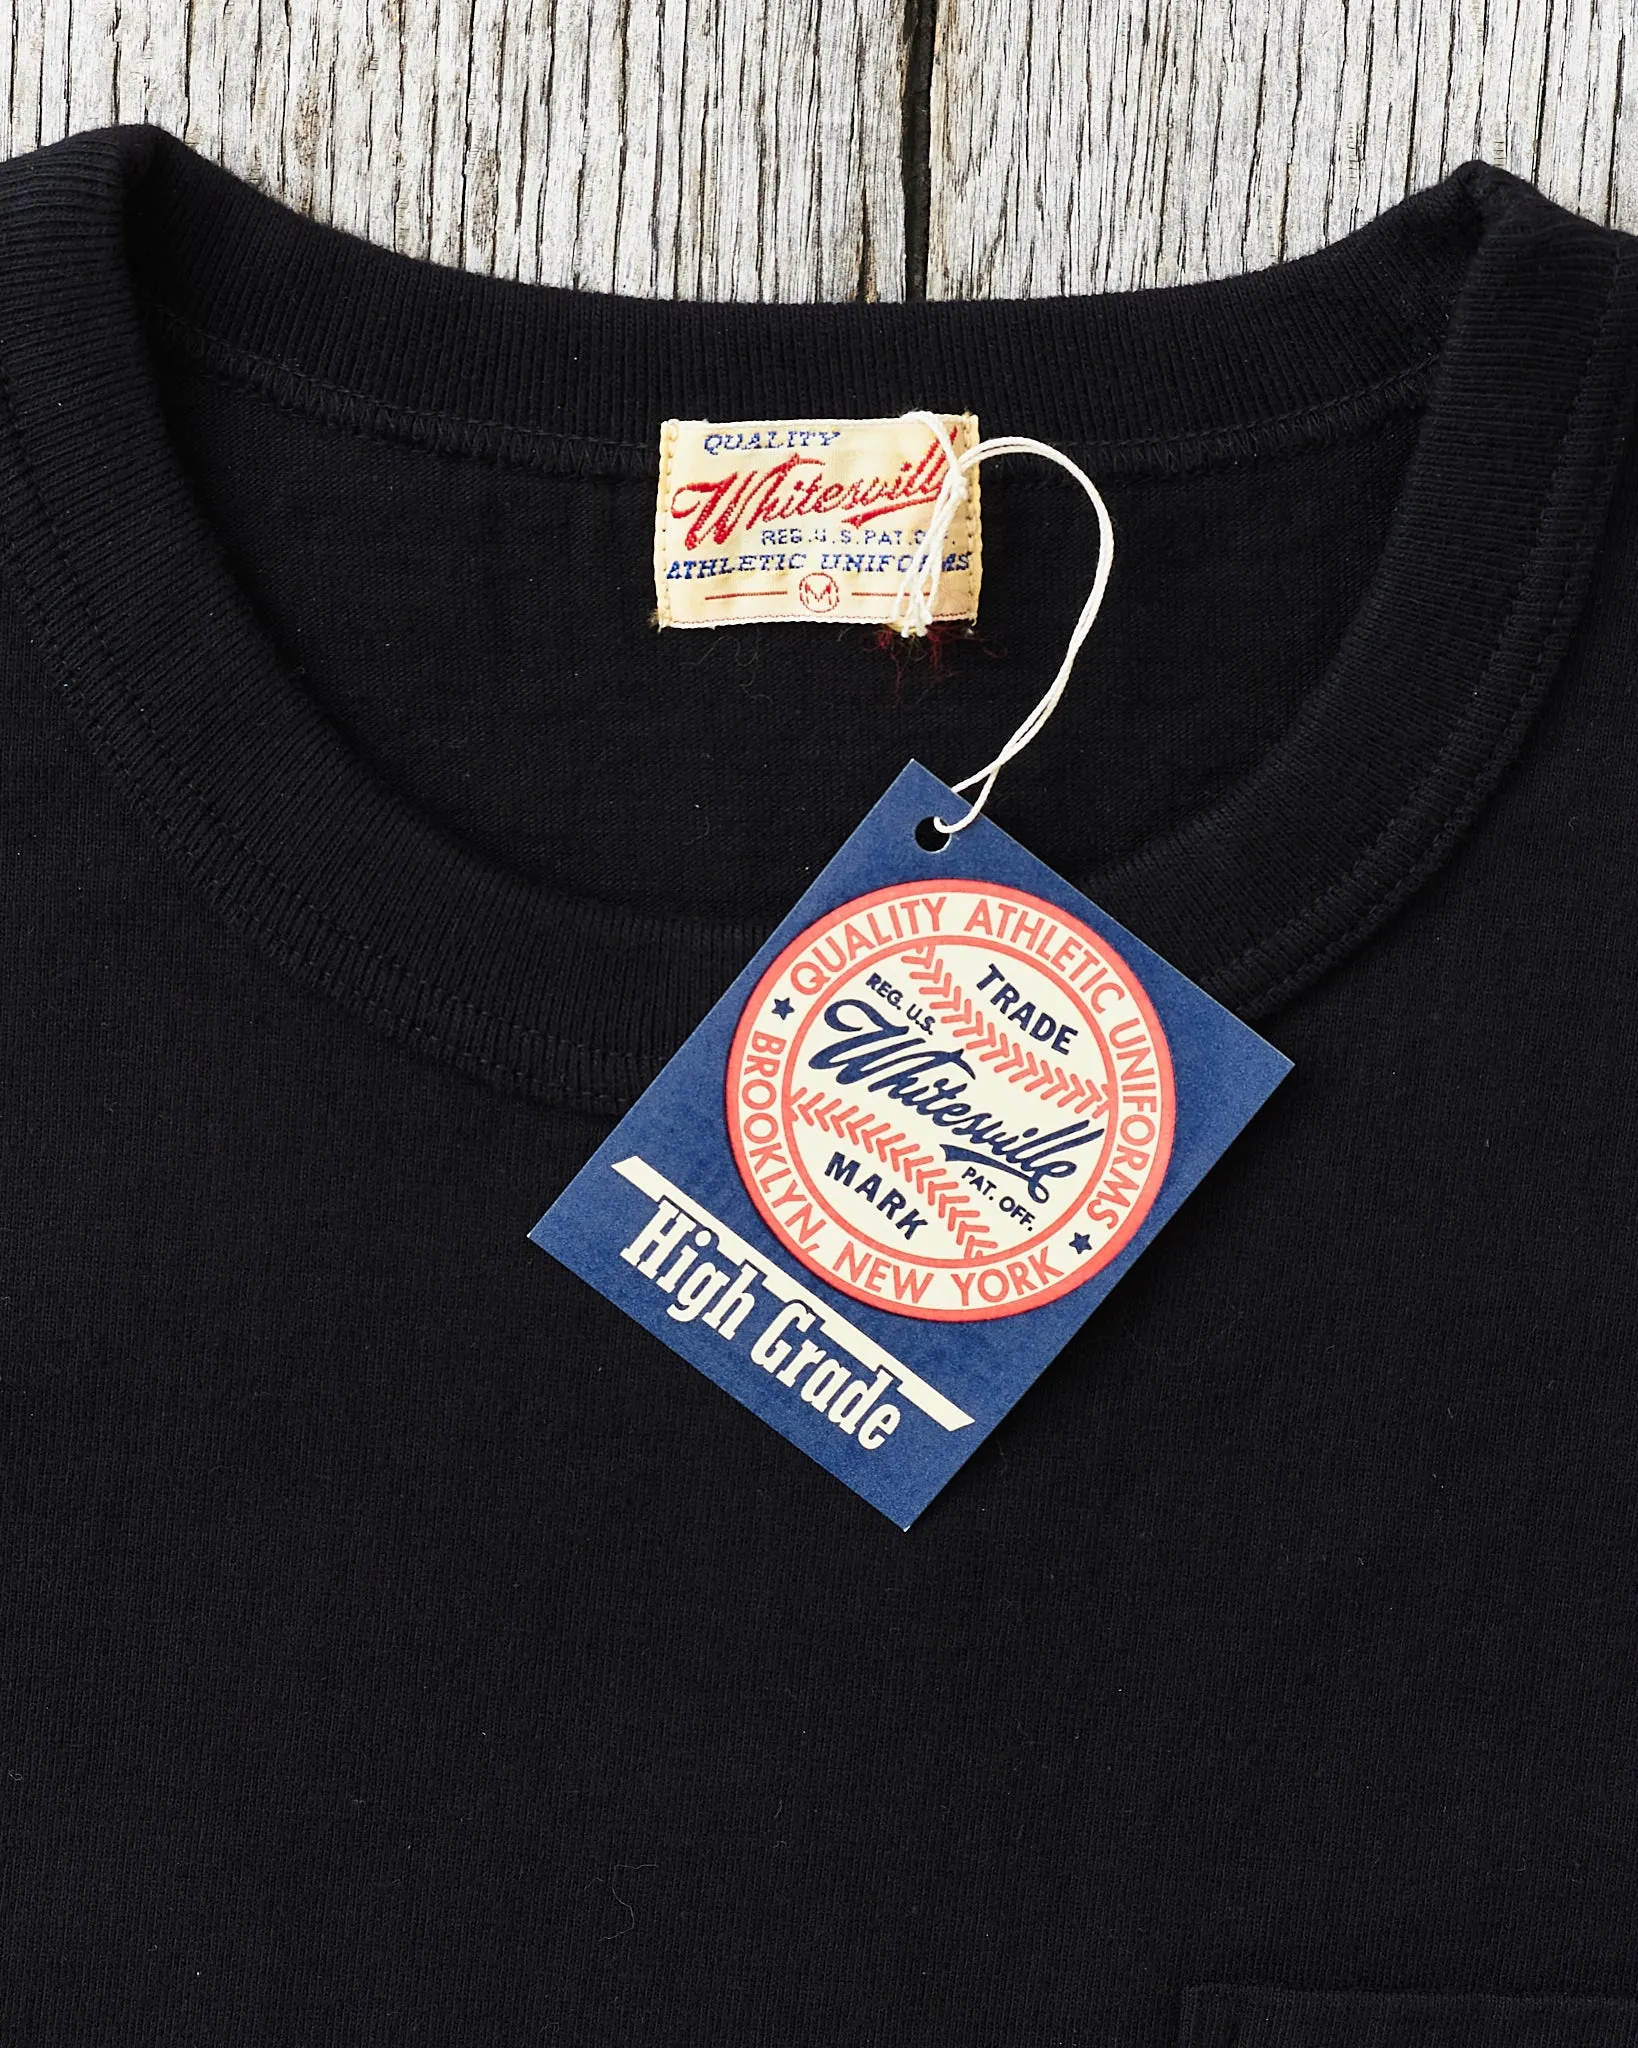 QUALITY
Whitesville
REG.U.S.PAT.OFF.
ATHLETIC UNIFORMS
M
QUALITY ATHLETIC UNIFORMS
TRADE
REG. U.S.
Whitesville
PAT. OFF.
MARK
BROOKLYN, NEW YORK
High Grade